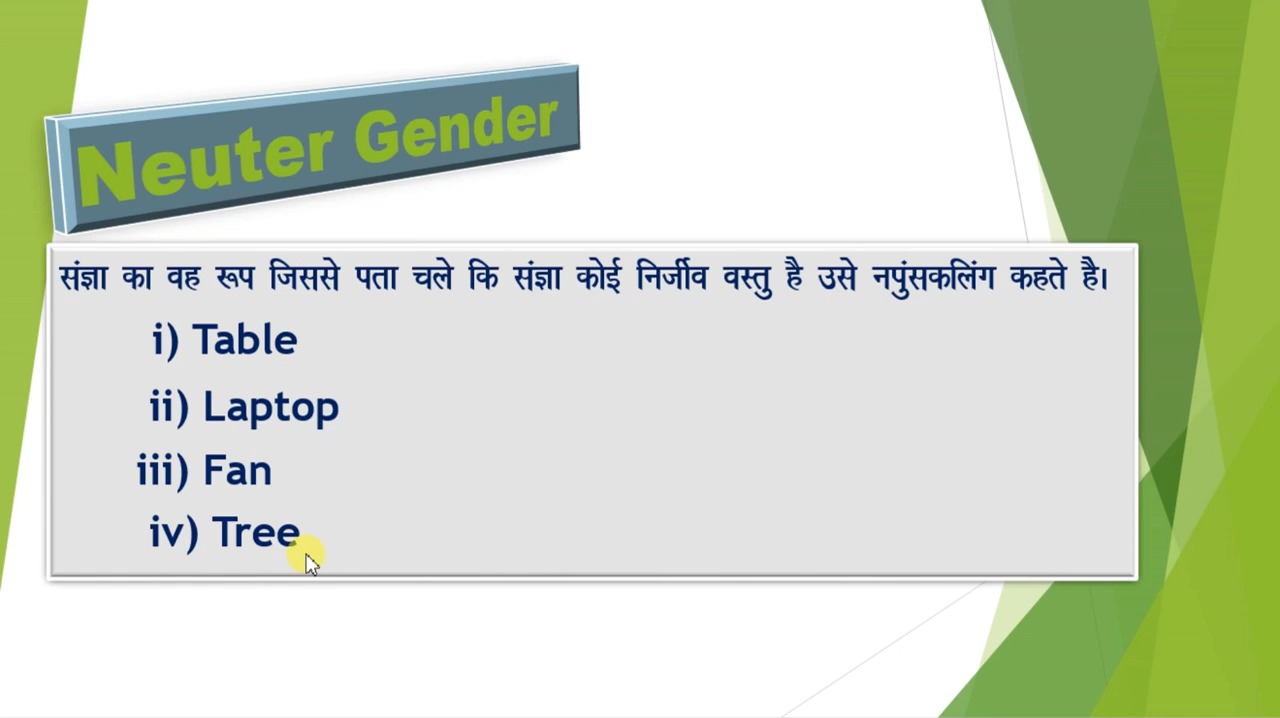 Neuter Gender
संज्ञा का वह रूप जिससे पता चले कि संज्ञा कोई निर्जीव वस्तु है उसे नपुंसकलिंग कहते है।
i) Table
ii) Laptop
iii) Fan
iv) Tree